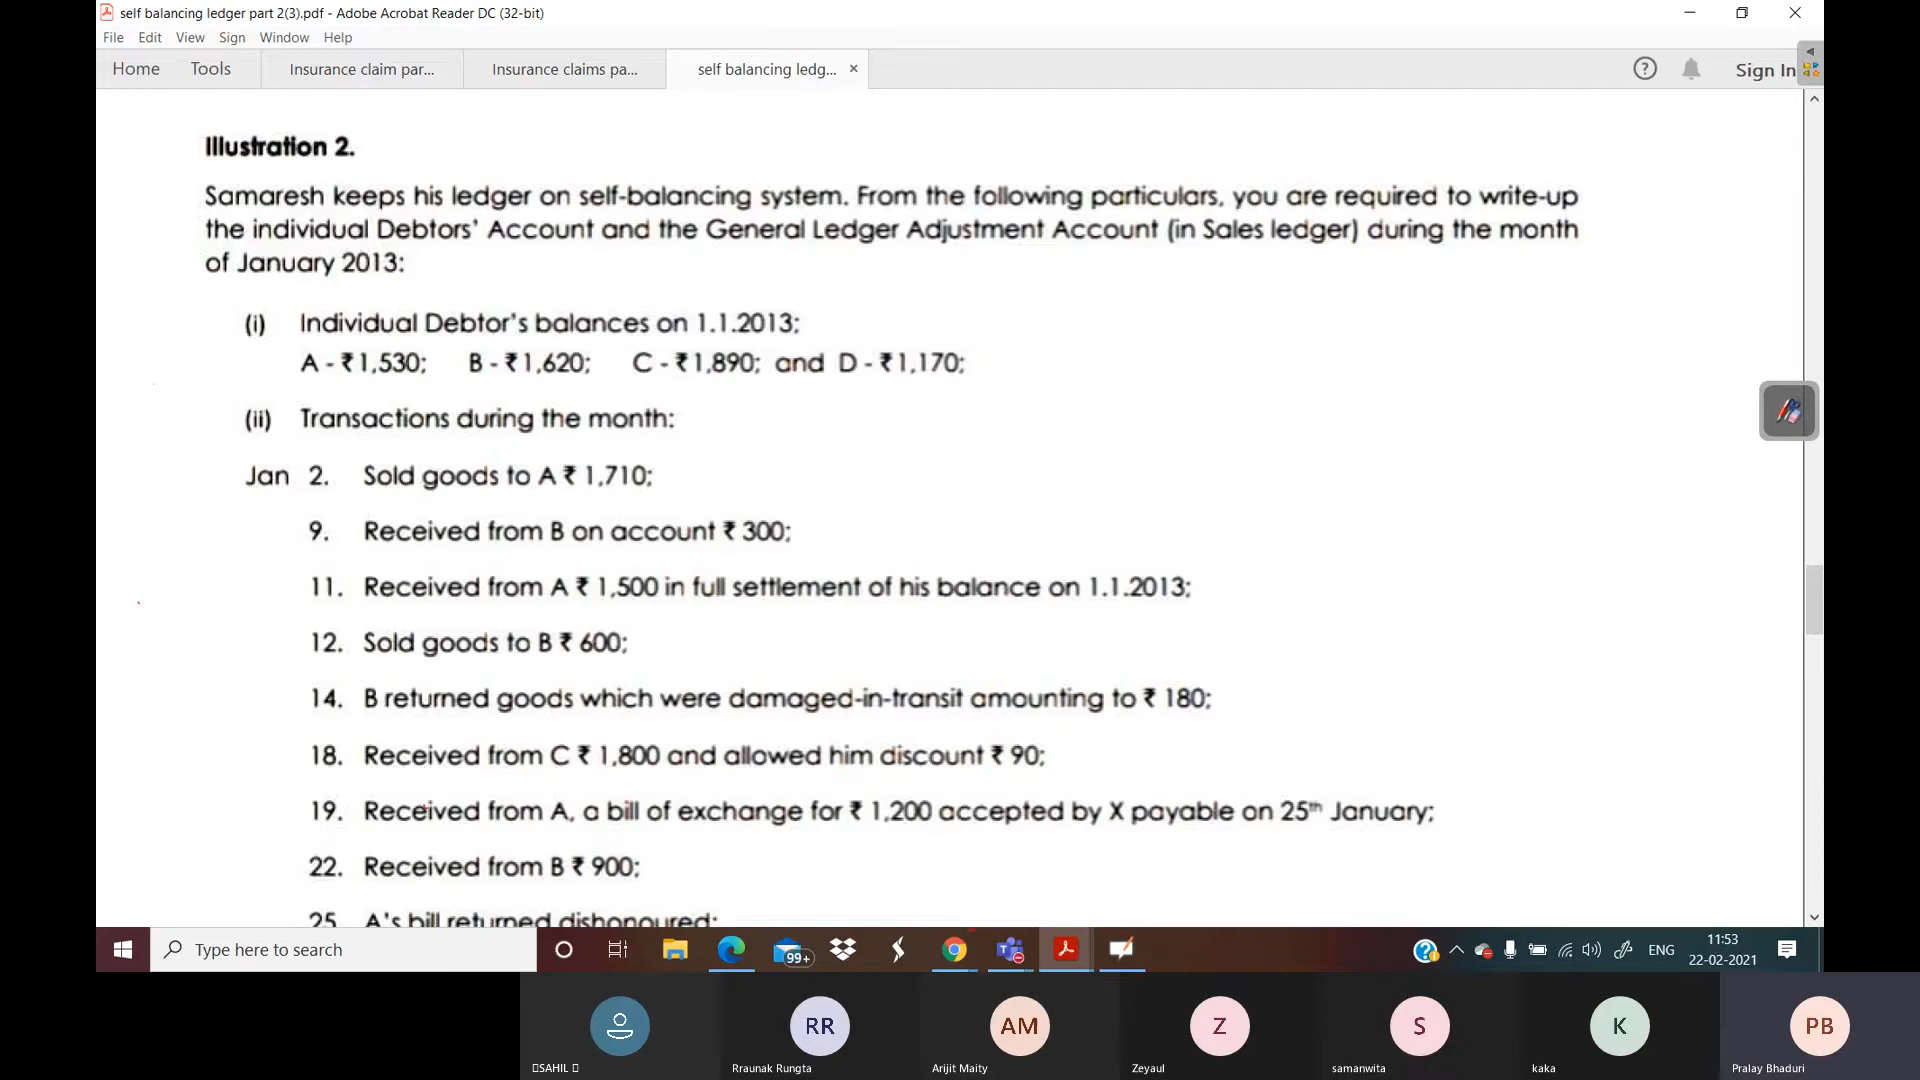 self balancing ledger part 2(3).pdf - Adobe Acrobat Reader DC (32-bit)
File Edit View Sign Window Help
Home Tools Insurance claim par... Insurance claims pa... self balancing ledg... × Sign In
Illustration 2.
Samaresh keeps his ledger on self-balancing system. From the following particulars, you are required to write-up
the individual Debtors' Account and the General Ledger Adjustment Account (in Sales ledger) during the month
of January 2013:
(i) Individual Debtor's balances on 1.1.2013;
A - ₹ 1,530; B - ₹ 1,620; C - ₹ 1,890; and D - ₹ 1,170;
(ii) Transactions during the month:
Jan 2. Sold goods to A ₹ 1,710;
9. Received from B on account ₹ 300;
11. Received from A ₹ 1,500 in full settlement of his balance on 1.1.2013;
12. Sold goods to B ₹ 600;
14. B returned goods which were damaged-in-transit amounting to ₹ 180;
18. Received from C ₹ 1,800 and allowed him discount ₹ 90;
19. Received from A, a bill of exchange for ₹ 1,200 accepted by X payable on 25th January;
22. Received from B ₹ 900;
25. A's bill returned dishonoured;
Type here to search 99+ ENG 11:53
22-02-2021
RR AM Z S K PB
SAHIL Rraunak Rungta Arijit Maity Zeyaul samanwita kaka Pralay Bhaduri